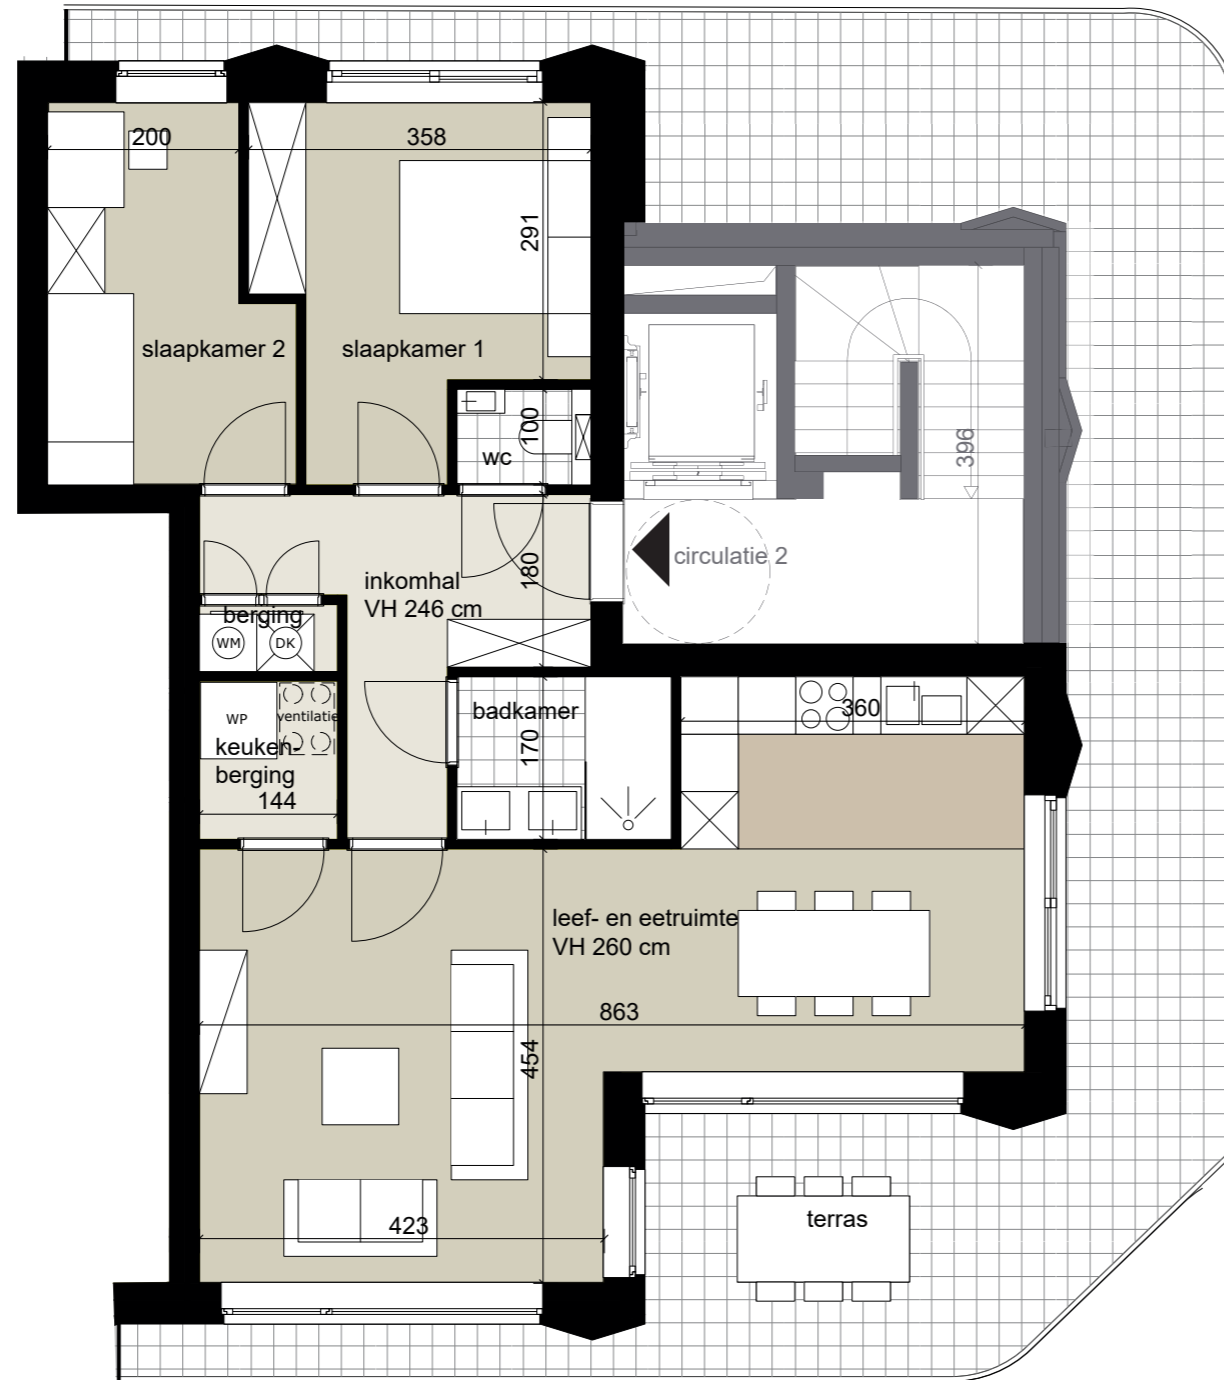 200
358
291
slaapkamer 2
slaapkamer 1
100
wc
396
circulatie 2
180
inkomhal
VH 246 cm
berging
WM
DK
WP
ventilatie
keuken-
berging
144
badkamer
170
360
leef- en eetruimte
VH 260 cm
863
454
423
terras